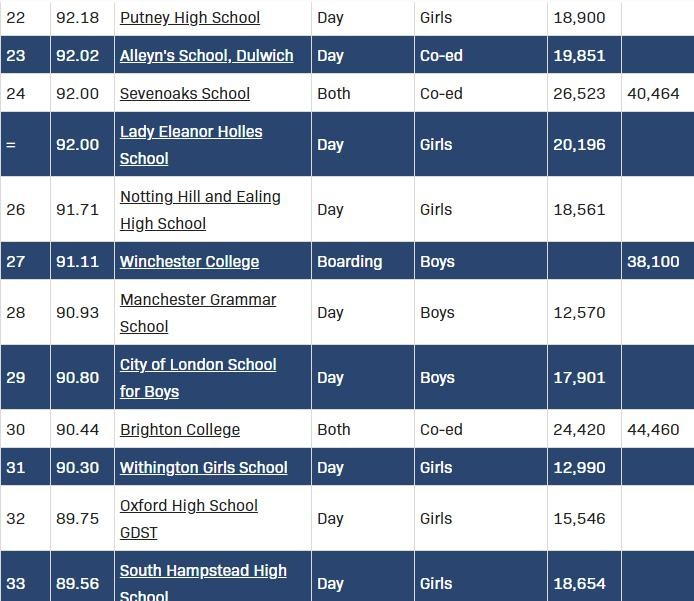 22 92.18 Putney High School Day Girls 18,900
23 92.02 Alleyn's School, Dulwich Day Co-ed 19,851
24 92.00 Sevenoaks School Both Co-ed 26,523 40,464
= 92.00 Lady Eleanor Holles Day Girls 20,196
School
26 91.71 Notting Hill and Ealing Day Girls 18,561
High School
27 91.11 Winchester College Boarding Boys 38,100
28 90.93 Manchester Grammar Day Boys 12,570
School
29 90.80 City of London School Day Boys 17,901
for Boys
30 90.44 Brighton College Both Co-ed 24,420 44,460
31 90.30 Withington Girls School Day Girls 12,990
32 89.75 Oxford High School Day Girls 15,546
GDST
33 89.56 South Hampstead High Day Girls 18,654
School